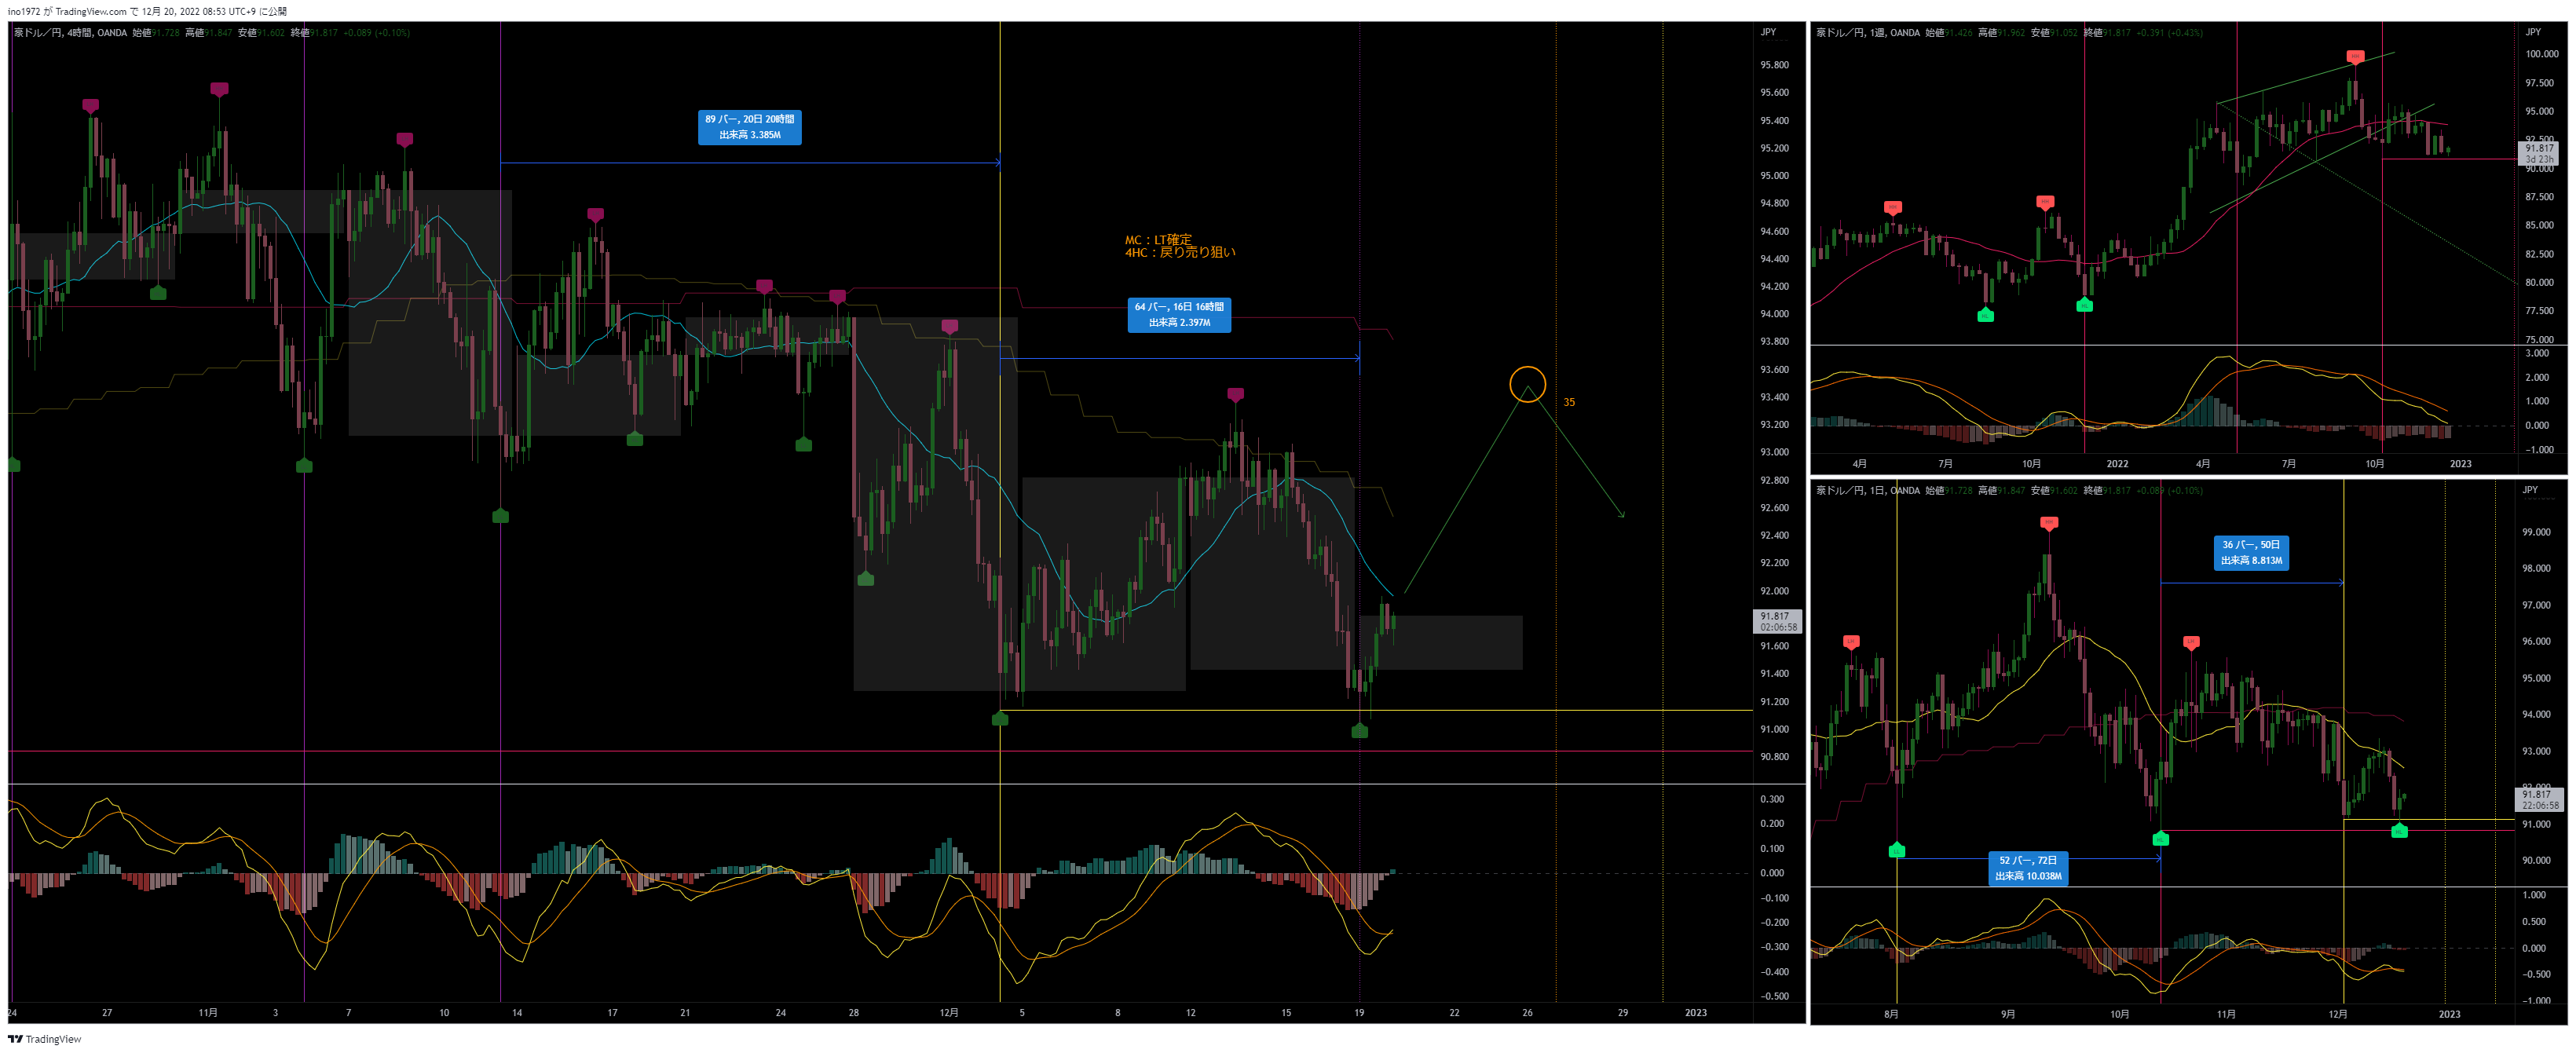 ino1972 が TradingView.com で 12月 20, 2022 08:53 UTC+9 に公開
豪ドル／円, 4時間, OANDA 始値91.728 高値91.847 安値91.602 終値91.817 +0.089 (+0.10%)
JPY
95.800
95.600
95.400
95.200
95.000
94.800
94.600
94.400
94.200
94.000
93.800
93.600
93.400
93.200
93.000
92.800
92.600
92.400
92.200
92.000
91.817
02:06:58
91.600
91.400
91.200
91.000
90.800
89 バー, 20日 20時間
出来高 3.385M
MC：LT確定
4HC：戻り売り狙い
64 バー, 16日 16時間
出来高 2.397M
35
0.300
0.200
0.100
0.000
−0.100
−0.200
−0.300
−0.400
−0.500
24 27 11月 3 7 10 14 17 21 24 28 12月 5 8 12 15 19 22 26 29 2023
豪ドル／円, 1週, OANDA 始値91.426 高値91.962 安値91.052 終値91.817 +0.391 (+0.43%)
JPY
100.000
97.500
95.000
92.500
91.817
3d 23h
90.000
87.500
85.000
82.500
80.000
77.500
75.000
HH
HH
HH
HL
HL
3.000
2.000
1.000
0.000
−1.000
4月 7月 10月 2022 4月 7月 10月 2023
豪ドル／円, 1日, OANDA 始値91.728 高値91.847 安値91.602 終値91.817 +0.089 (+0.10%)
JPY
99.000
98.000
97.000
96.000
95.000
94.000
93.000
92.000
91.817
22:06:58
91.000
90.000
HH
LH
LH
36 バー, 50日
出来高 8.813M
52 バー, 72日
出来高 10.038M
1.000
0.500
0.000
−0.500
−1.000
8月 9月 10月 11月 12月 2023
TradingView